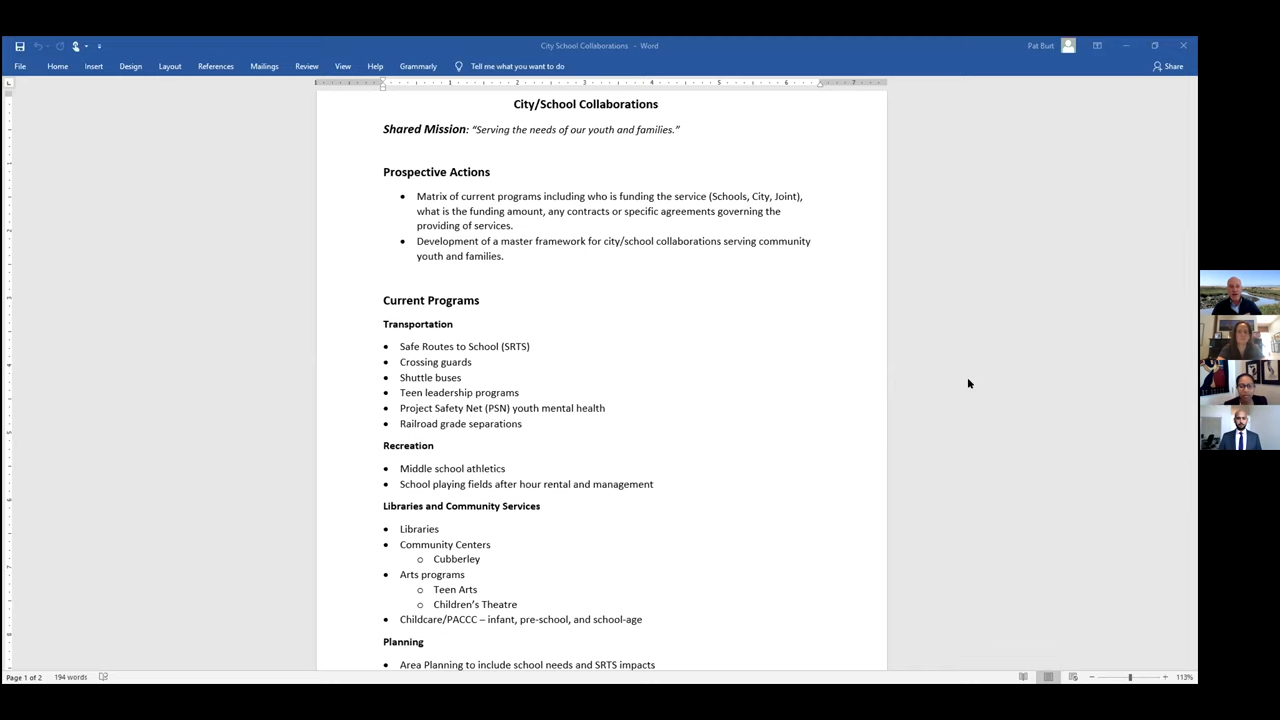 City School Collaborations - Word
Pat Burt
File Home Insert Design Layout References Mailings Review View Help Grammarly Tell me what you want to do Share
1 1 2 3 4 5 6 7
City/School Collaborations
Shared Mission: “Serving the needs of our youth and families.”
Prospective Actions
• Matrix of current programs including who is funding the service (Schools, City, Joint),
what is the funding amount, any contracts or specific agreements governing the
providing of services.
• Development of a master framework for city/school collaborations serving community
youth and families.
Current Programs
Transportation
• Safe Routes to School (SRTS)
• Crossing guards
• Shuttle buses
• Teen leadership programs
• Project Safety Net (PSN) youth mental health
• Railroad grade separations
Recreation
• Middle school athletics
• School playing fields after hour rental and management
Libraries and Community Services
• Libraries
• Community Centers
o Cubberley
• Arts programs
o Teen Arts
o Children’s Theatre
• Childcare/PACCC – infant, pre-school, and school-age
Planning
• Area Planning to include school needs and SRTS impacts
Page 1 of 2 194 words 113%